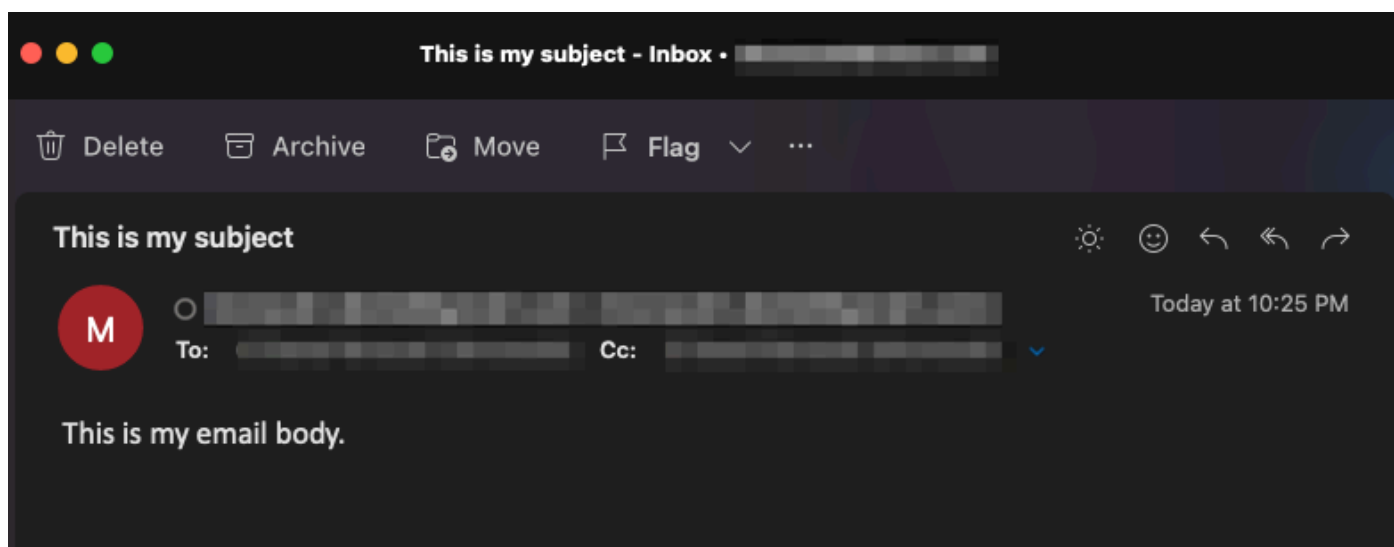 This is my subject - Inbox •
Delete Archive Move Flag ...
This is my subject
M
Today at 10:25 PM
To: Cc:
This is my email body.